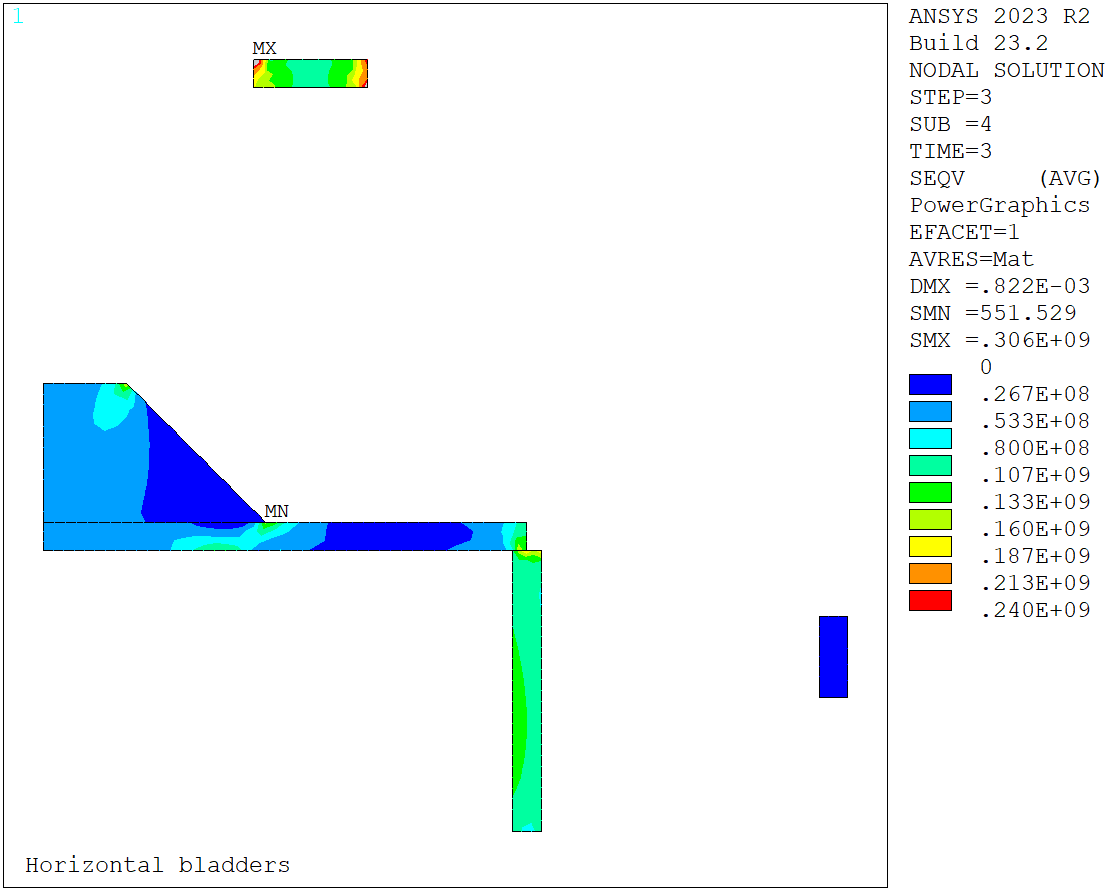 1
MX
MN
Horizontal bladders
ANSYS 2023 R2
Build 23.2
NODAL SOLUTION
STEP=3
SUB =4
TIME=3
SEQV     (AVG)
PowerGraphics
EFACET=1
AVRES=Mat
DMX =.822E-03
SMN =551.529
SMX =.306E+09
0
.267E+08
.533E+08
.800E+08
.107E+09
.133E+09
.160E+09
.187E+09
.213E+09
.240E+09